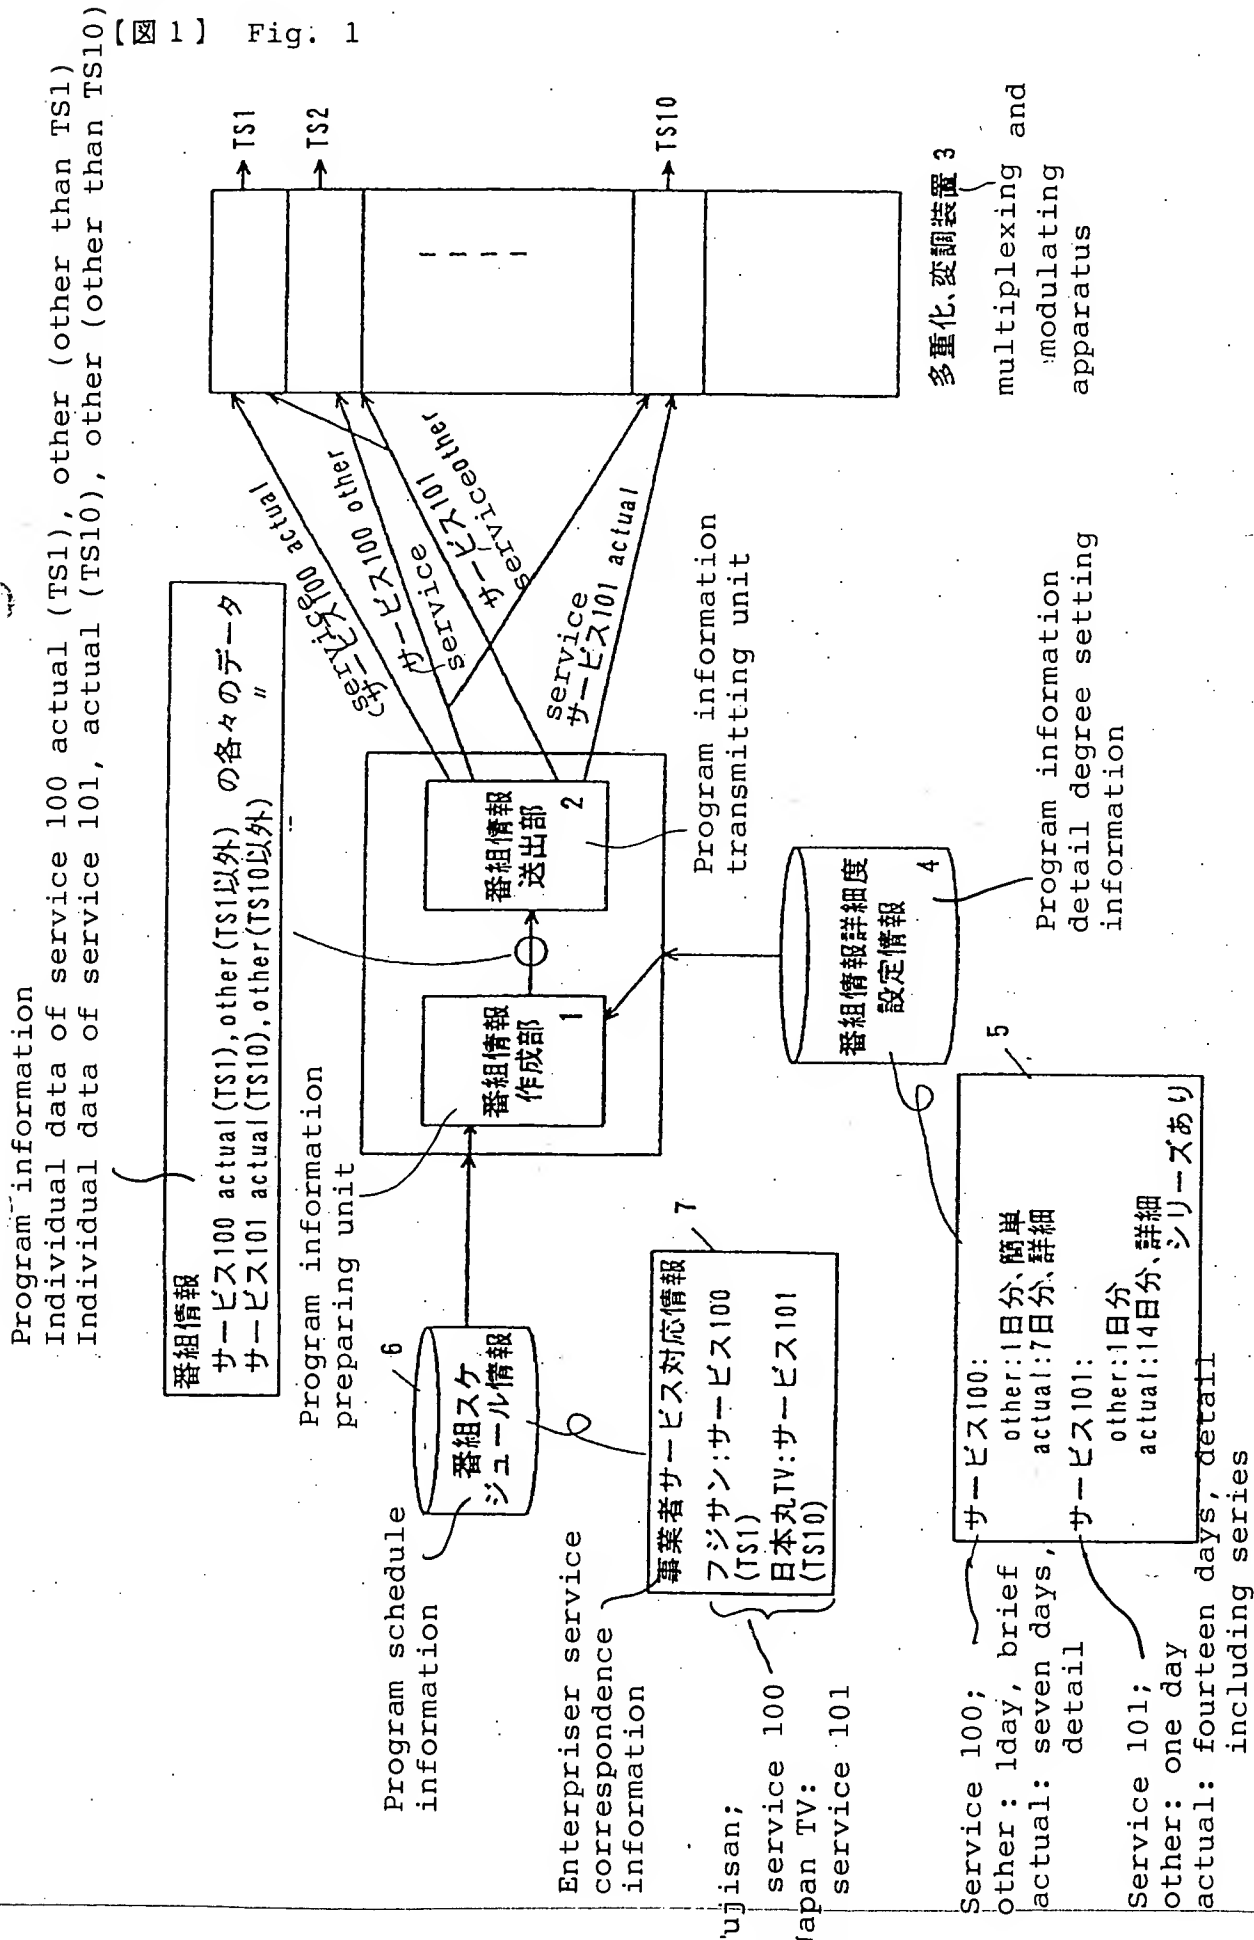 【図1】 Fig. 1
Program information
Individual data of service 100 actual (TS1), other (other than TS1)
Individual data of service 101, actual (TS10), other (other than TS10)
番組情報
サービス100 actual(TS1),other(TS1以外) の各々のデータ
サービス101 actual(TS10),other(TS10以外) 〃
Program information
preparing unit
番組情報
作成部
1
番組情報
送出部
2
Program information
transmitting unit
service
サービス100 actual
サービス100 other
service
サービス101
other
service
service
サービス101 actual
TS1
TS2
TS10
多重化、変調装置 3
multiplexing and
modulating
apparatus
Program schedule
information
6
番組スケ
ジュール情報
Enterpriser service
correspondence
information
7
事業者サービス対応情報
フジサン:サービス100
(TS1)
日本丸TV:サービス101
(TS10)
ujisan;
service 100
apan TV:
service 101
番組情報詳細度
設定情報
4
Program information
detail degree setting
information
5
サービス100:
other:1日分、簡単
actual:7日分、詳細
サービス101:
other:1日分
actual:14日分、詳細
シリーズあり
Service 100;
other: 1day, brief
actual: seven days,
detail
Service 101;
other: one day
actual: fourteen days, detail
including series